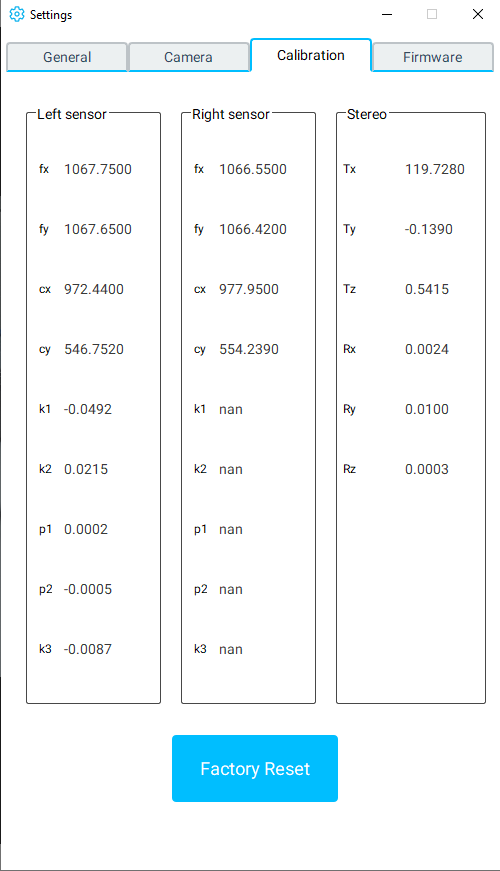 Settings
General
Camera
Calibration
Firmware
Left sensor
fx 1067.7500
fy 1067.6500
cx 972.4400
cy 546.7520
k1 -0.0492
k2 0.0215
p1 0.0002
p2 -0.0005
k3 -0.0087
Right sensor
fx 1066.5500
fy 1066.4200
cx 977.9500
cy 554.2390
k1 nan
k2 nan
p1 nan
p2 nan
k3 nan
Stereo
Tx 119.7280
Ty -0.1390
Tz 0.5415
Rx 0.0024
Ry 0.0100
Rz 0.0003
Factory Reset